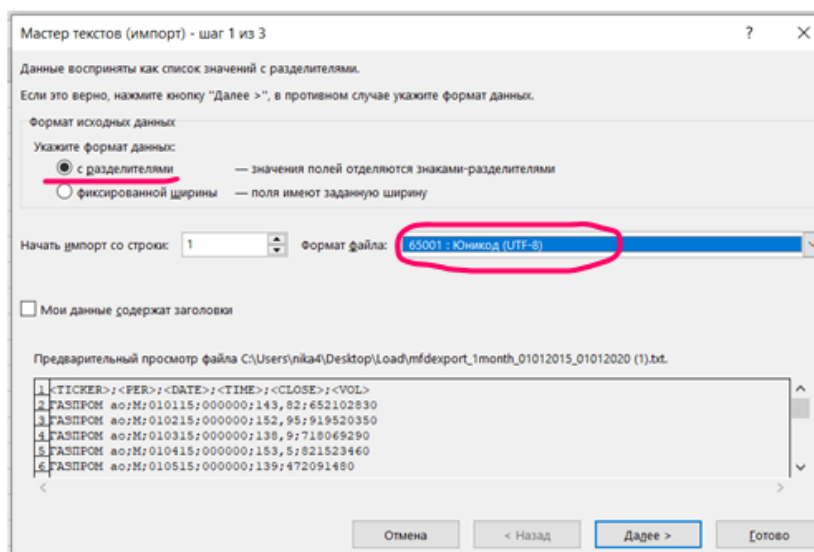 Мастер текстов (импорт) - шаг 1 из 3
Данные восприняты как список значений с разделителями.
Если это верно, нажмите кнопку "Далее >", в противном случае укажите формат данных.
Формат исходных данных
Укажите формат данных:
с разделителями — значения полей отделяются знаками-разделителями
фиксированной ширины — поля имеют заданную ширину
Начать импорт со строки: 1 Формат файла: 65001 : Юникод (UTF-8)
Мои данные содержат заголовки
Предварительный просмотр файла C:\Users\nika4\Desktop\Load\mfdexport_1month_01012015_01012020 (1).txt.
1 <TICKER>;<PER>;<DATE>;<TIME>;<CLOSE>;<VOL>
2 ГАЗПРОМ ао;M;010115;000000;143,82;652102830
3 ГАЗПРОМ ао;M;010215;000000;152,95;919520350
4 ГАЗПРОМ ао;M;010315;000000;138,9;718069290
5 ГАЗПРОМ ао;M;010415;000000;153,5;821523460
6 ГАЗПРОМ ао;M;010515;000000;139;472091480
Отмена < Назад Далее > Готово